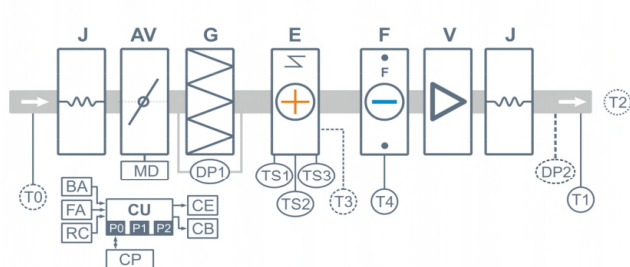 J AV G E F V J
F
T2
MD DP1 TS1 TS3 DP2
T0 TS2 T3 T4 T1
BA
CU CE
FA
P0 P1 P2 CB
RC
CP